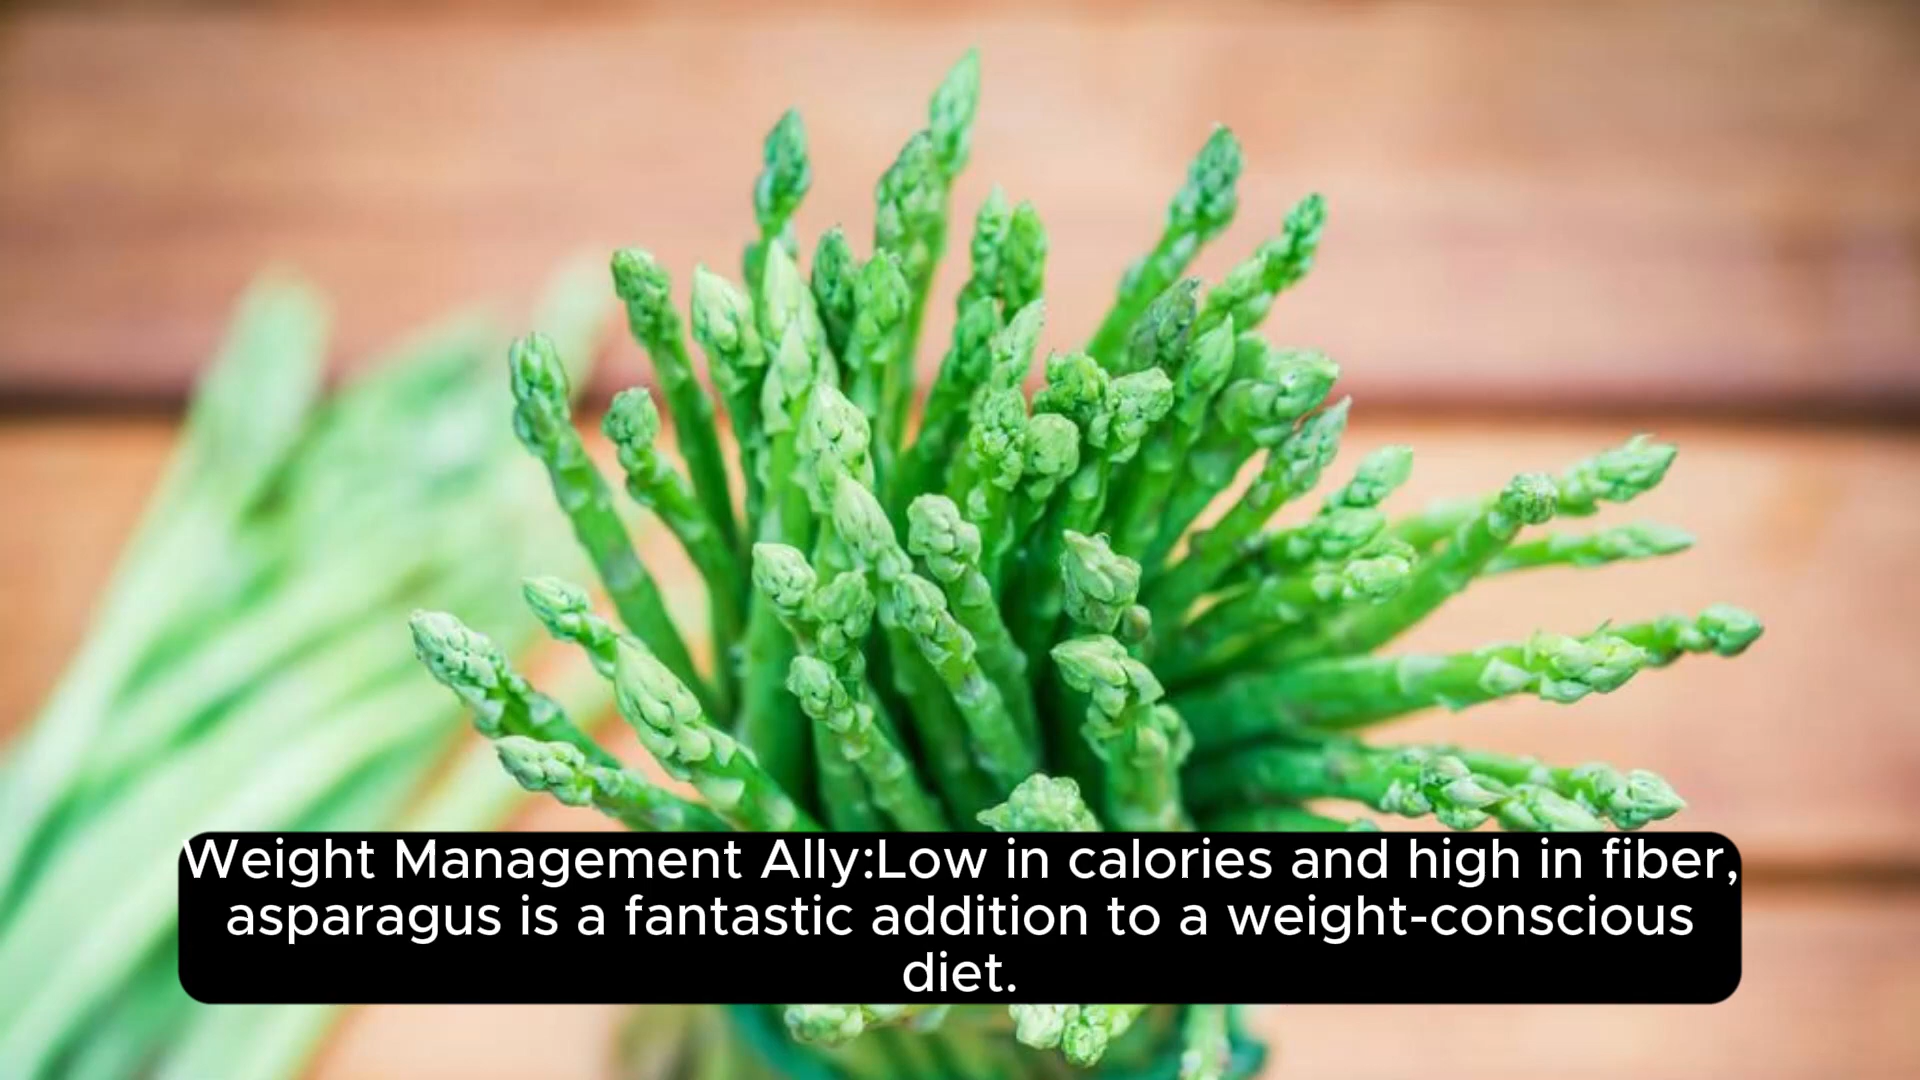 Weight Management Ally:Low in calories and high in fiber,
asparagus is a fantastic addition to a weight-conscious
diet.